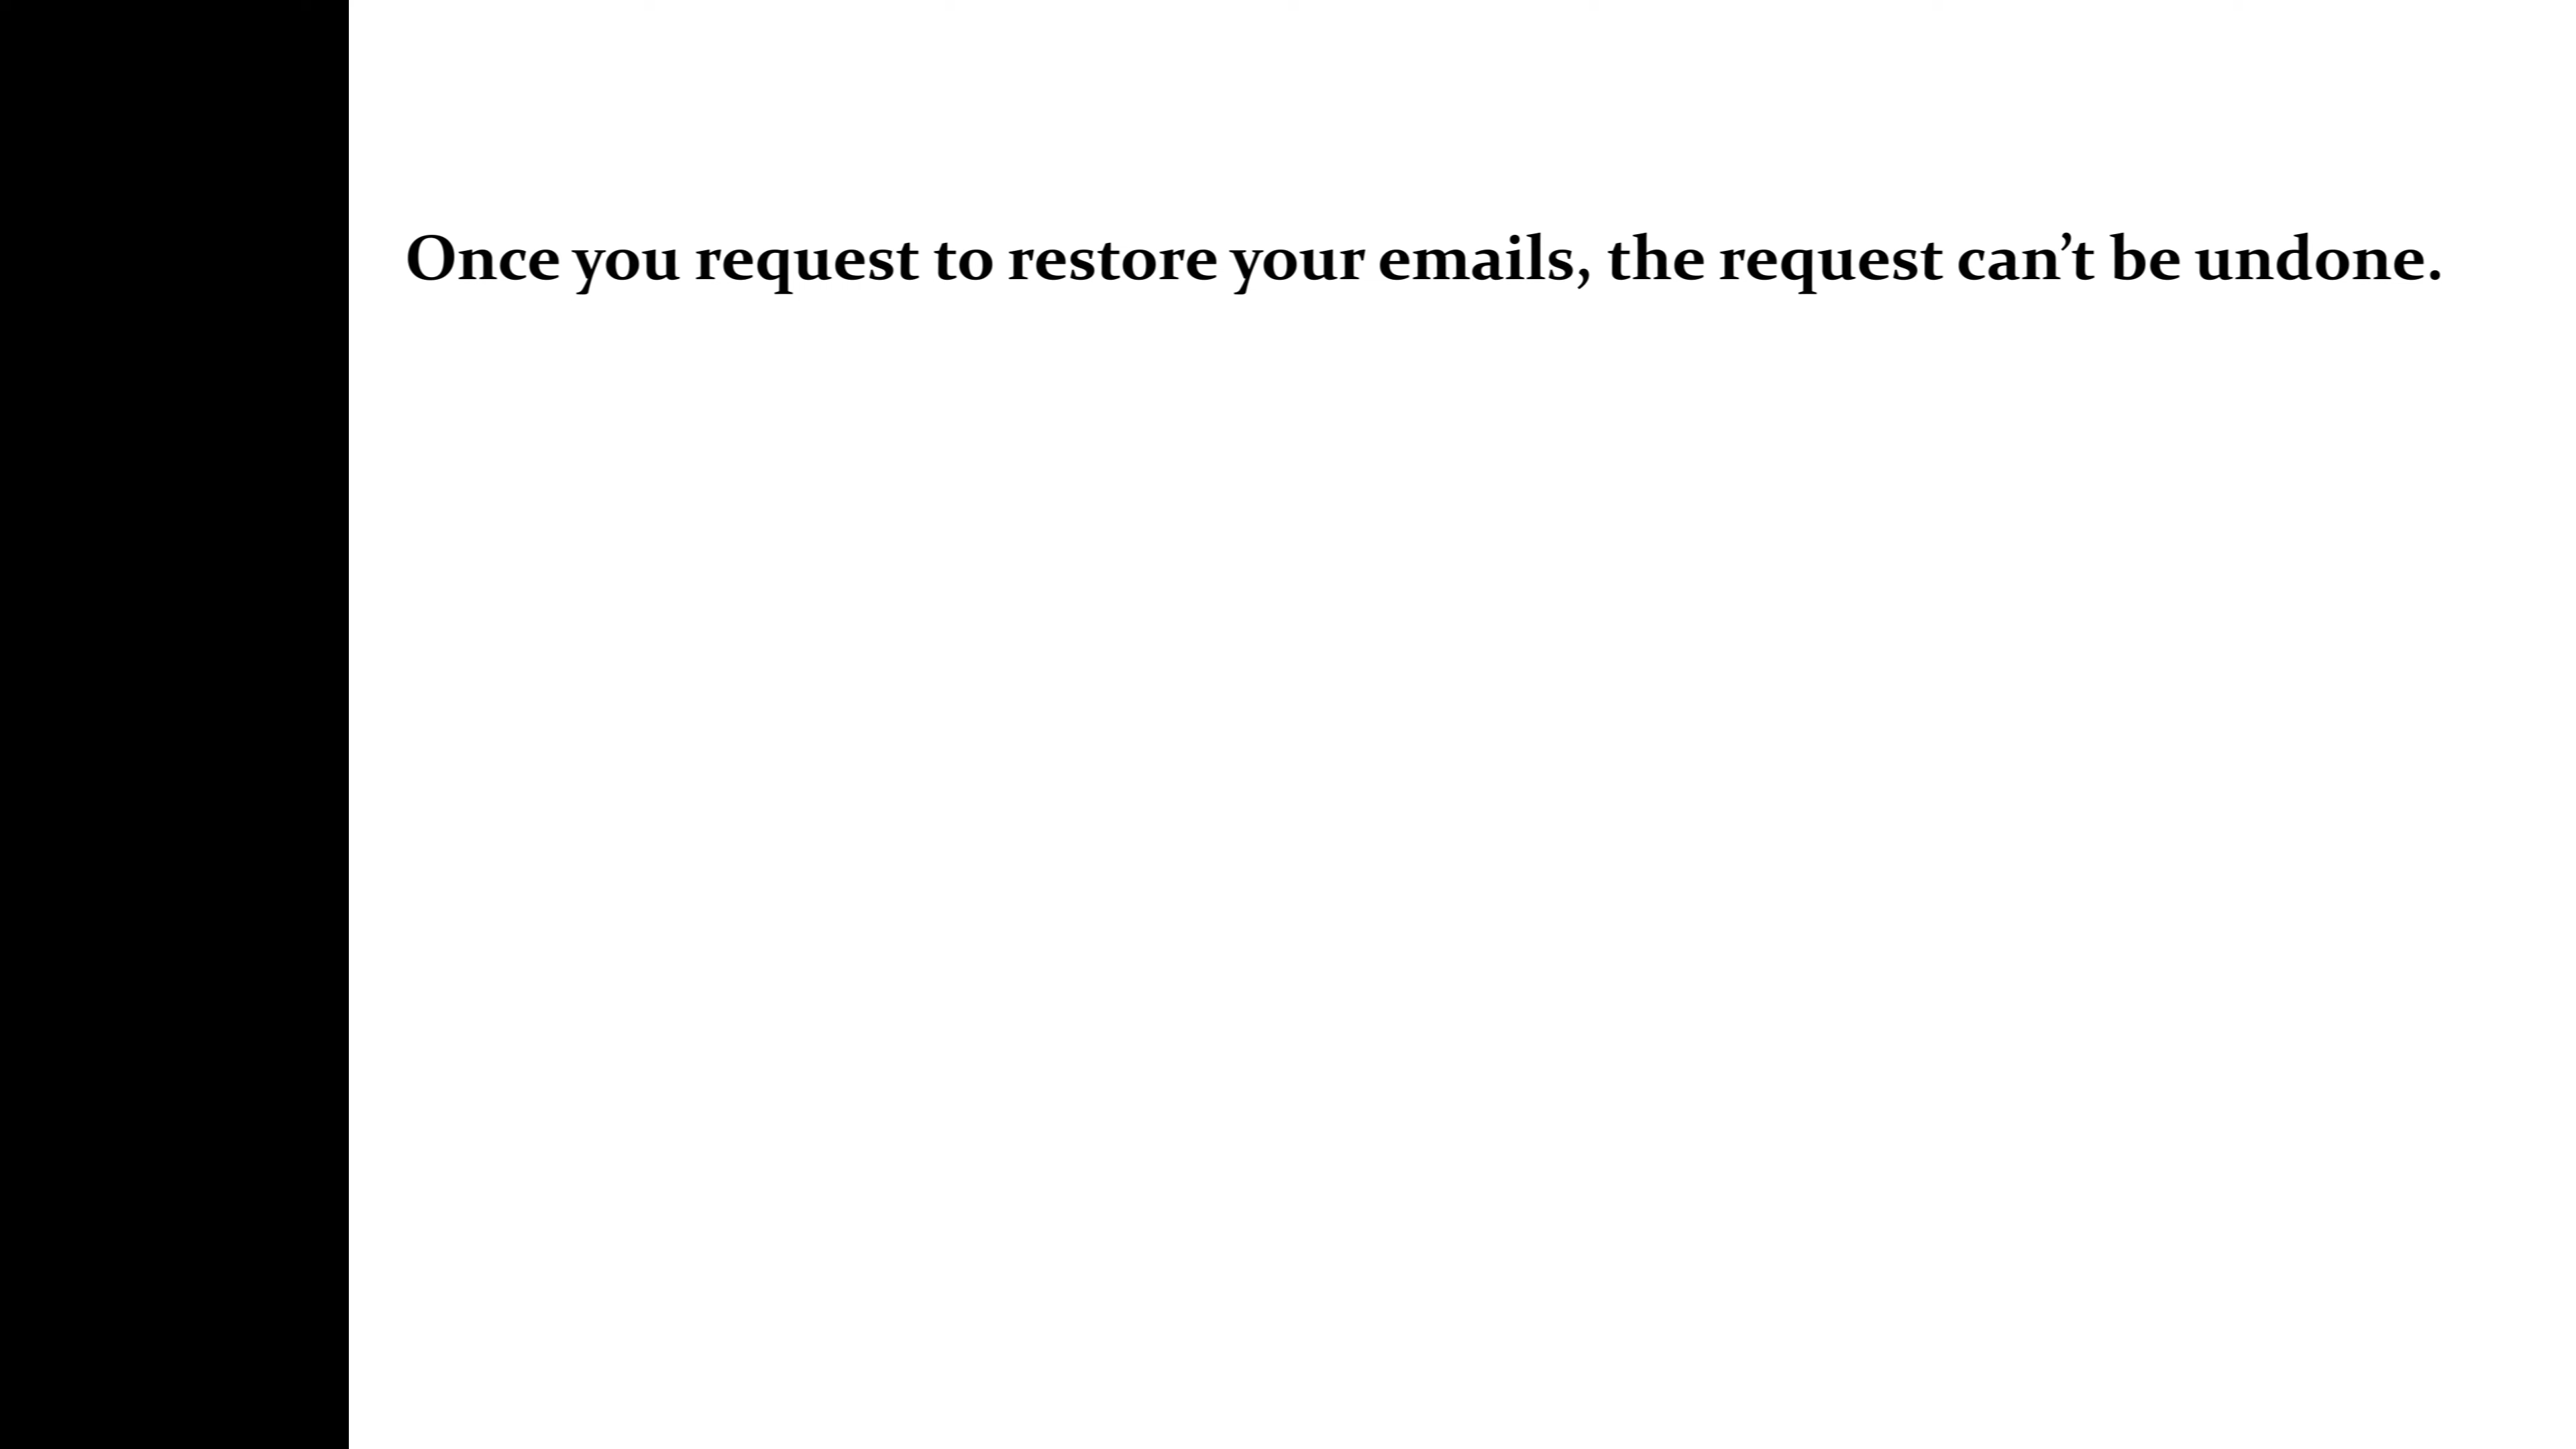 Once you request to restore your emails, the request can’t be undone.